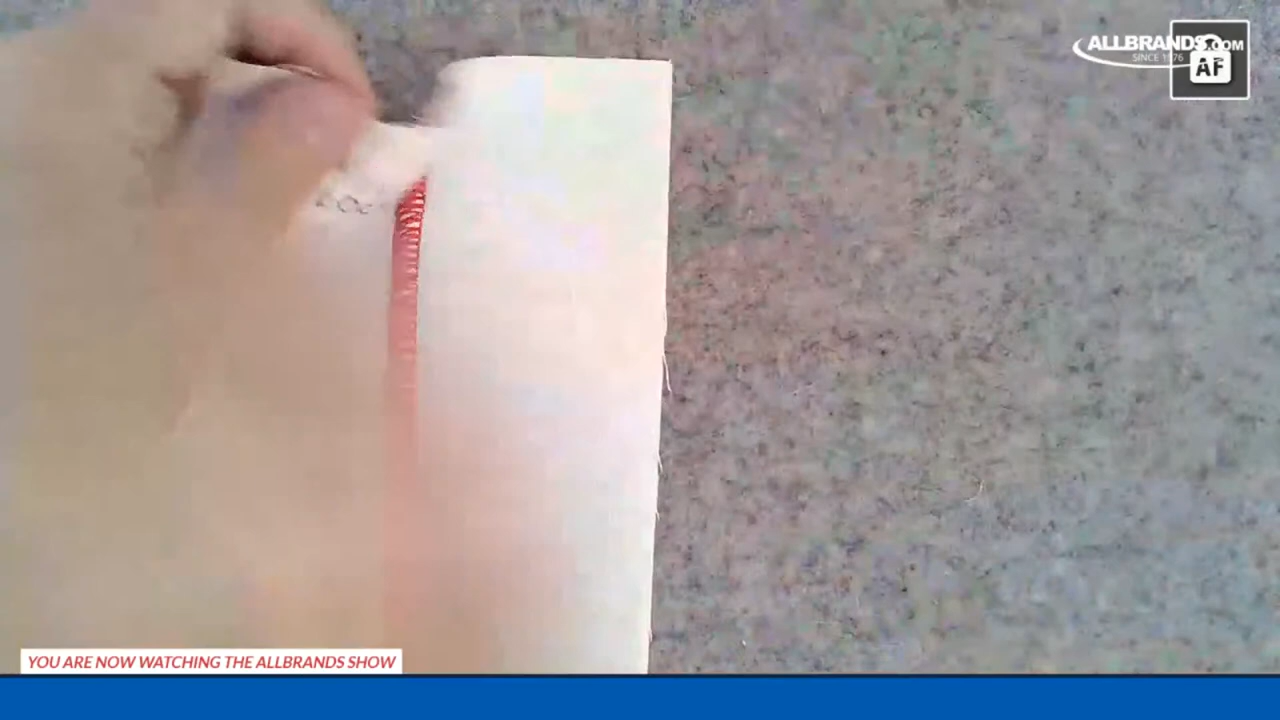 ALLBRANDS.COM
SINCE 1976
AF
YOU ARE NOW WATCHING THE ALLBRANDS SHOW